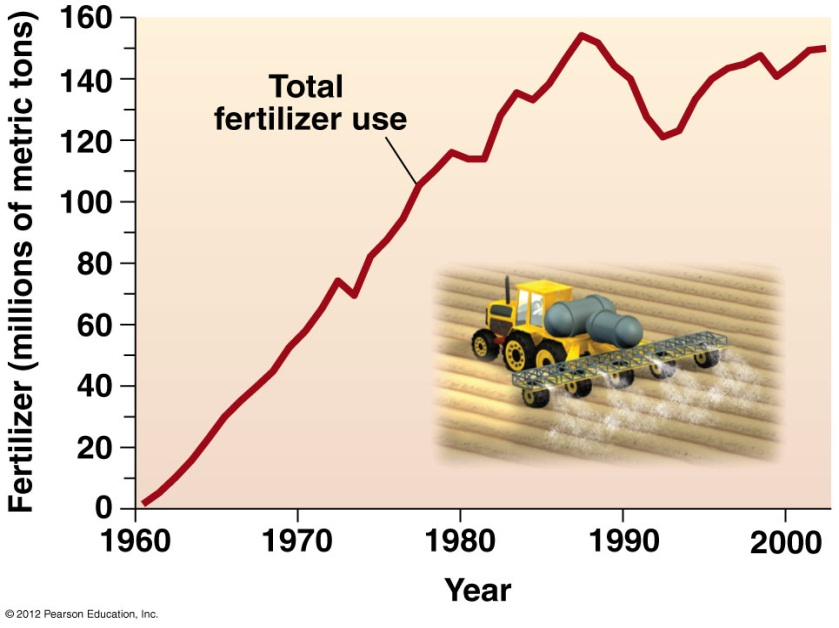 Fertilizer (millions of metric tons)
160
140
120
100
80
60
40
20
0
Total
fertilizer use
1960
1970
1980
1990
2000
Year
© 2012 Pearson Education, Inc.